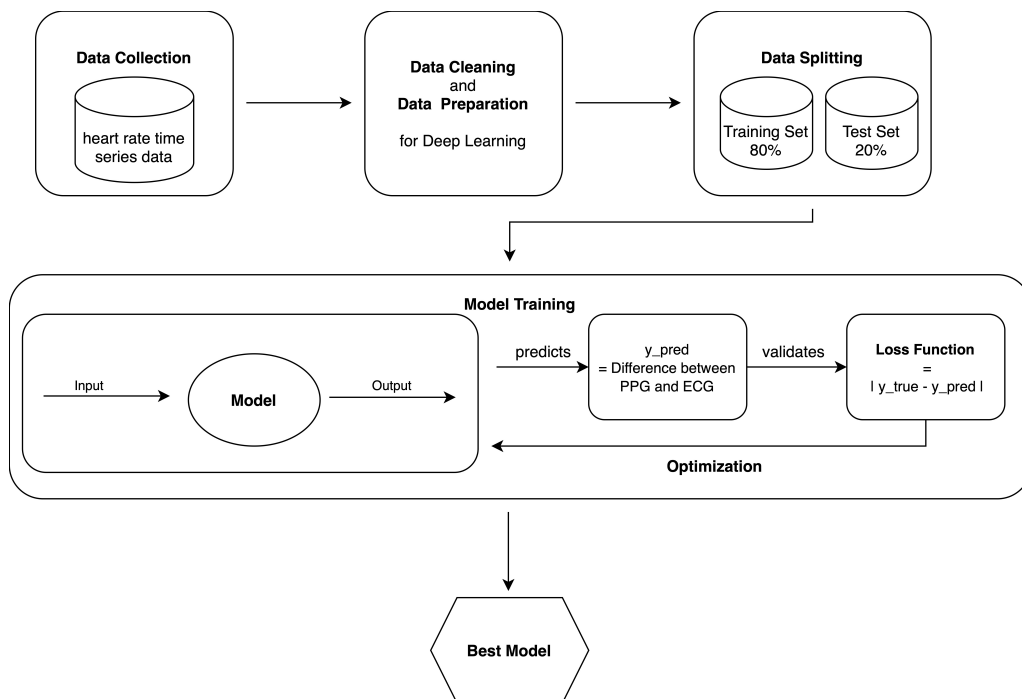 Data Collection
heart rate time
series data
Data Cleaning
and
Data Preparation
for Deep Learning
Data Splitting
Training Set
80%
Test Set
20%
Model Training
Input
Model
Output
predicts
y_pred
= Difference between
PPG and ECG
validates
Loss Function
=
| y_true - y_pred |
Optimization
Best Model